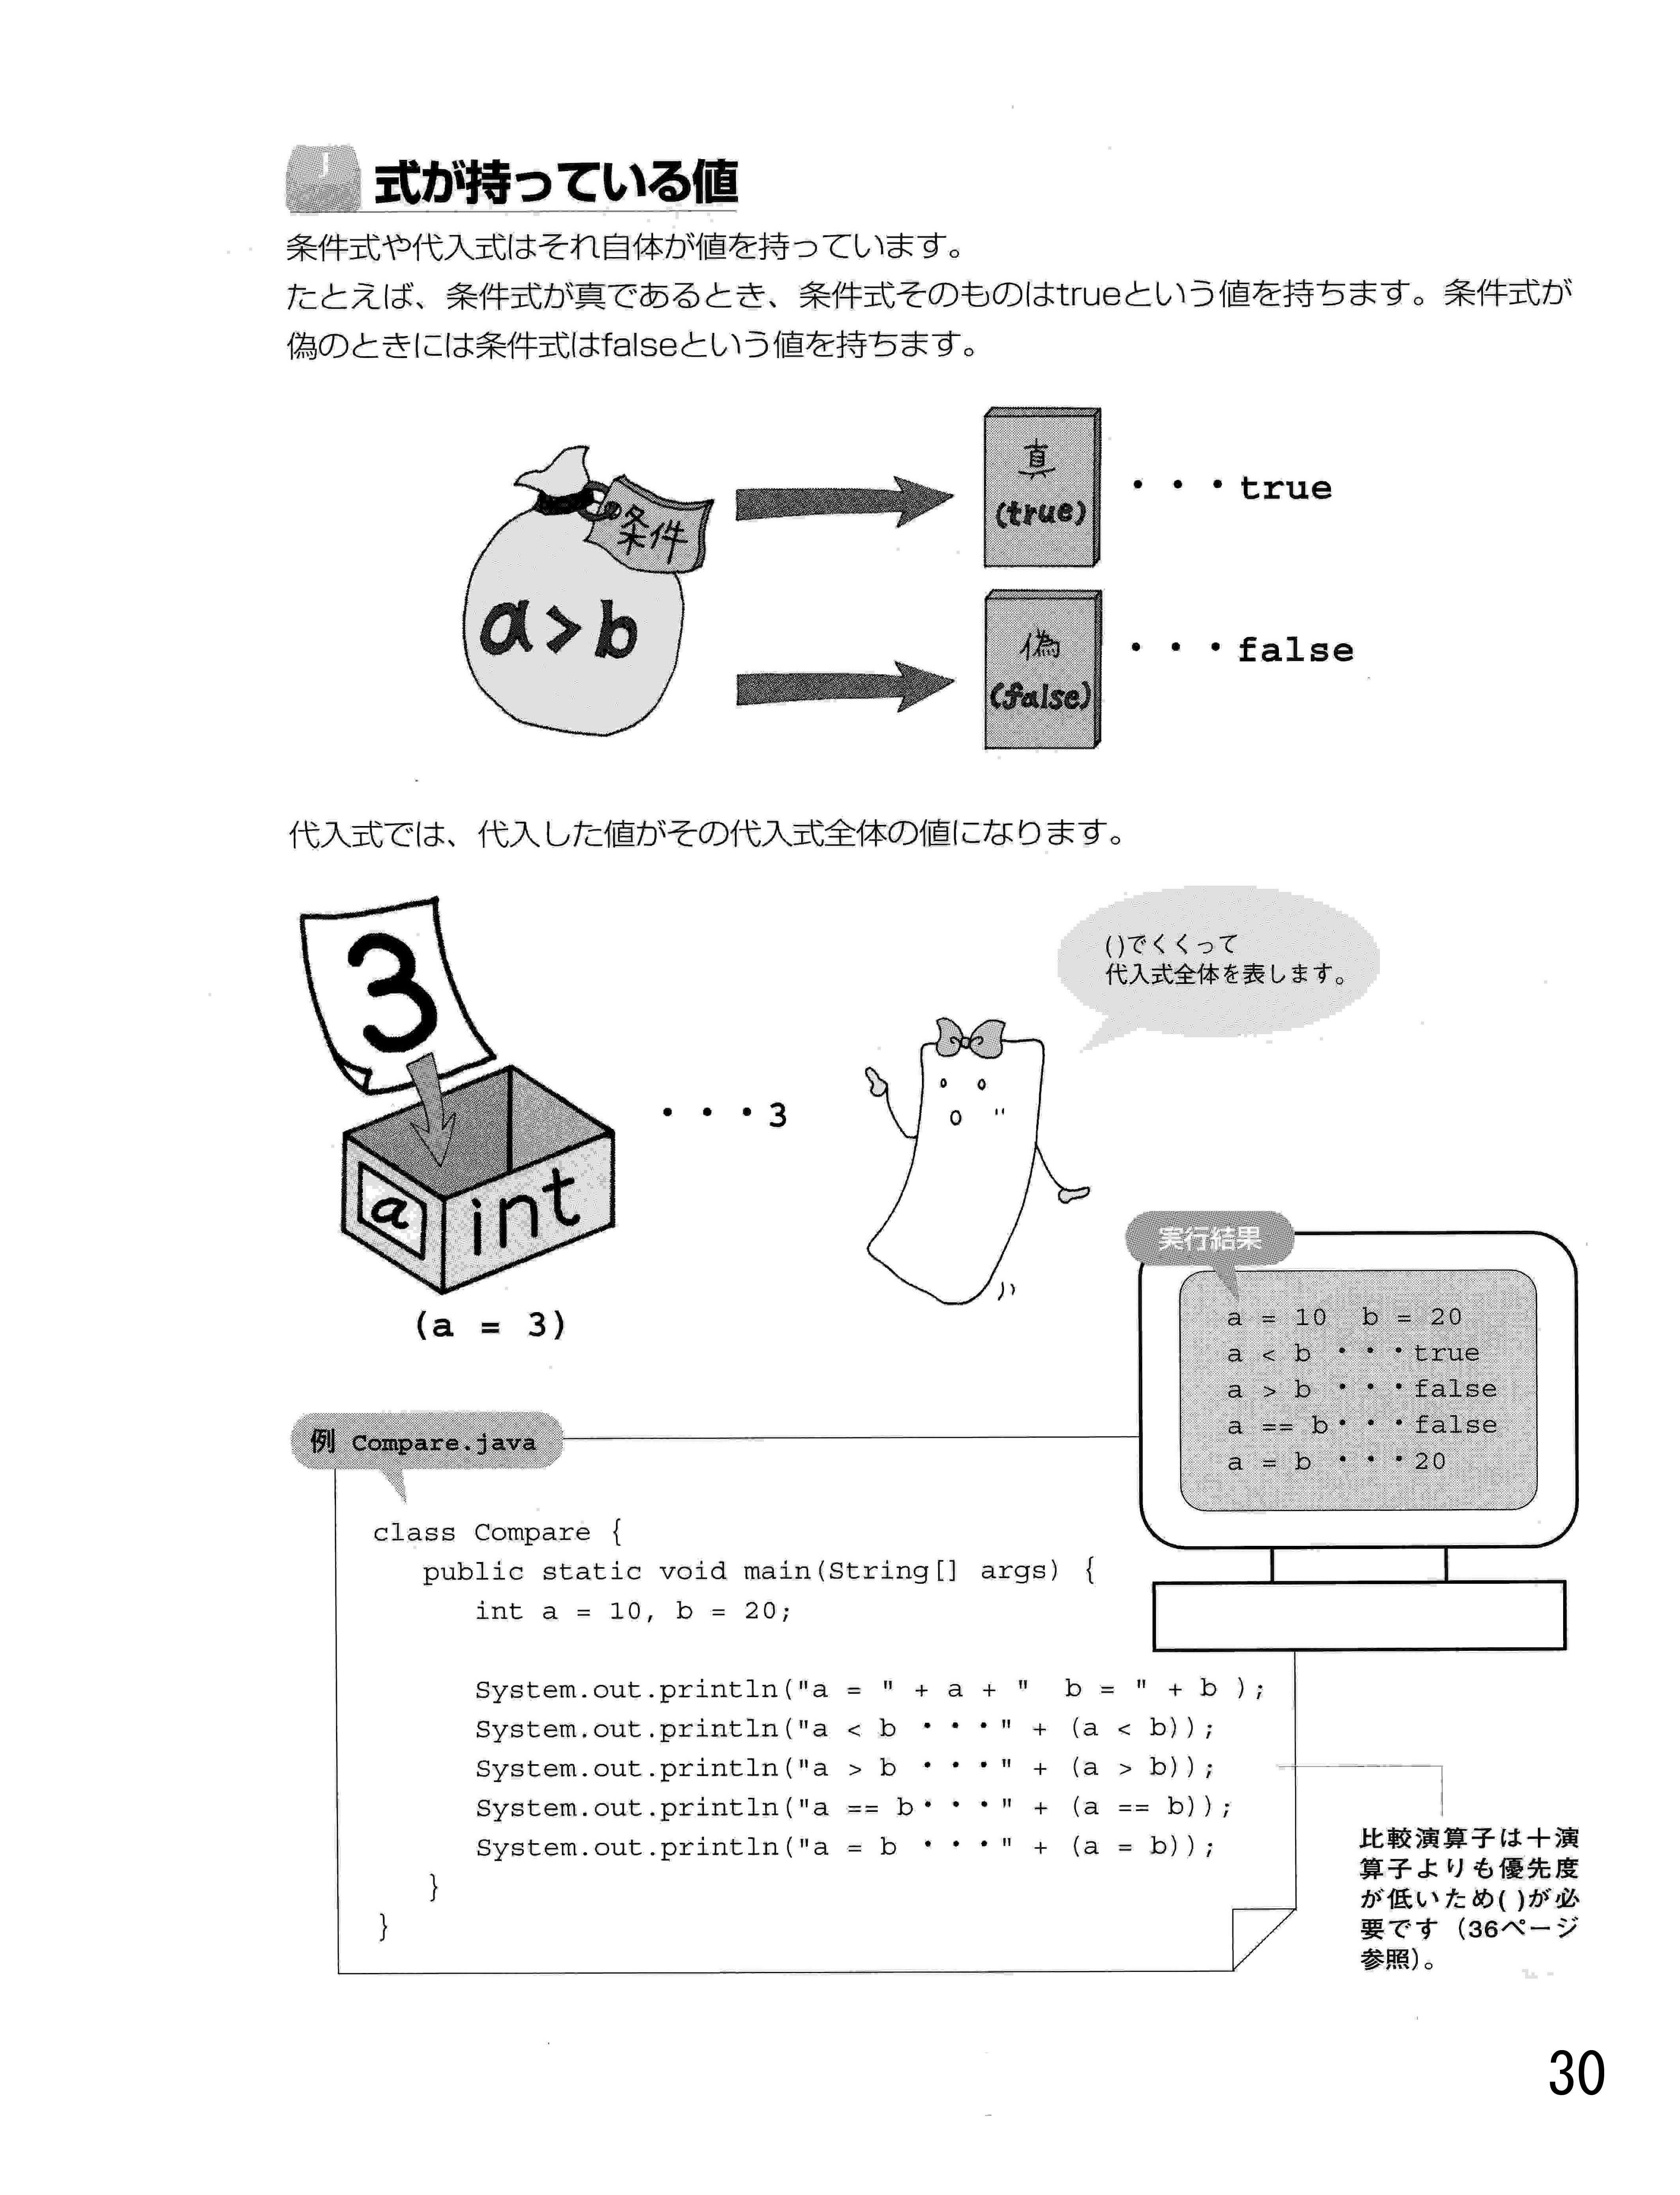 J
式が持っている値
条件式や代入式はそれ自体が値を持っています。
たとえば、条件式が真であるとき、条件式そのものはtrueという値を持ちます。条件式が
偽のときには条件式はfalseという値を持ちます。
条件
a>b
真
(true)
・・・true
偽
(false)
・・・false
代入式では、代入した値がその代入式全体の値になります。
3
a
int
・・・3
(a = 3)
()でくくって
代入式全体を表します。
実行結果
a = 10  b = 20
a < b ・・・true
a > b ・・・false
a == b・・・false
a = b ・・・20
例 Compare.java
class Compare {
public static void main(String[] args) {
int a = 10, b = 20;
System.out.println("a = " + a + "  b = " + b );
System.out.println("a < b ・・・" + (a < b));
System.out.println("a > b ・・・" + (a > b));
System.out.println("a == b・・・" + (a == b));
System.out.println("a = b ・・・" + (a = b));
}
}
比較演算子は＋演
算子よりも優先度
が低いため( )が必
要です（36ページ
参照）。
30